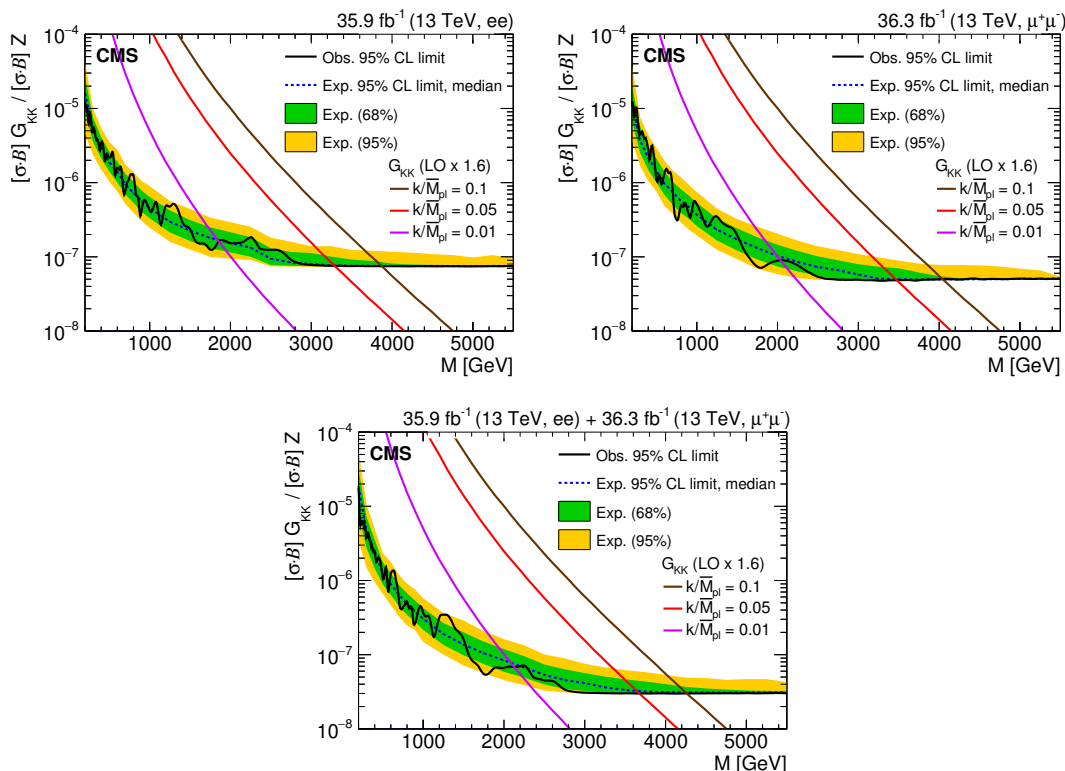 35.9 fb⁻¹ (13 TeV, ee)
[σ·B] G_KK / [σ·B] Z
10⁻⁴
10⁻⁵
10⁻⁶
10⁻⁷
10⁻⁸
CMS
Obs. 95% CL limit
Exp. 95% CL limit, median
Exp. (68%)
Exp. (95%)
G_KK (LO x 1.6)
k/M̅_pl = 0.1
k/M̅_pl = 0.05
k/M̅_pl = 0.01
1000 2000 3000 4000 5000
M [GeV]
36.3 fb⁻¹ (13 TeV, μ⁺μ⁻)
[σ·B] G_KK / [σ·B] Z
10⁻⁴
10⁻⁵
10⁻⁶
10⁻⁷
10⁻⁸
CMS
Obs. 95% CL limit
Exp. 95% CL limit, median
Exp. (68%)
Exp. (95%)
G_KK (LO x 1.6)
k/M̅_pl = 0.1
k/M̅_pl = 0.05
k/M̅_pl = 0.01
1000 2000 3000 4000 5000
M [GeV]
35.9 fb⁻¹ (13 TeV, ee) + 36.3 fb⁻¹ (13 TeV, μ⁺μ⁻)
[σ·B] G_KK / [σ·B] Z
10⁻⁴
10⁻⁵
10⁻⁶
10⁻⁷
10⁻⁸
CMS
Obs. 95% CL limit
Exp. 95% CL limit, median
Exp. (68%)
Exp. (95%)
G_KK (LO x 1.6)
k/M̅_pl = 0.1
k/M̅_pl = 0.05
k/M̅_pl = 0.01
1000 2000 3000 4000 5000
M [GeV]